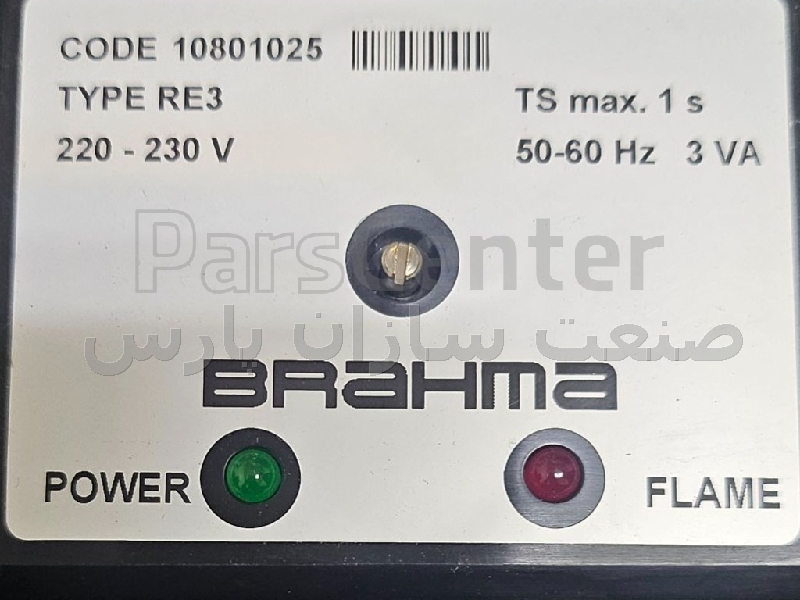 CODE 10801025
TYPE RE3 TS max. 1 s
220 - 230 V 50-60 Hz 3 VA
ParsCenter
صنعت سازان پارس
BRAHMA
POWER FLAME